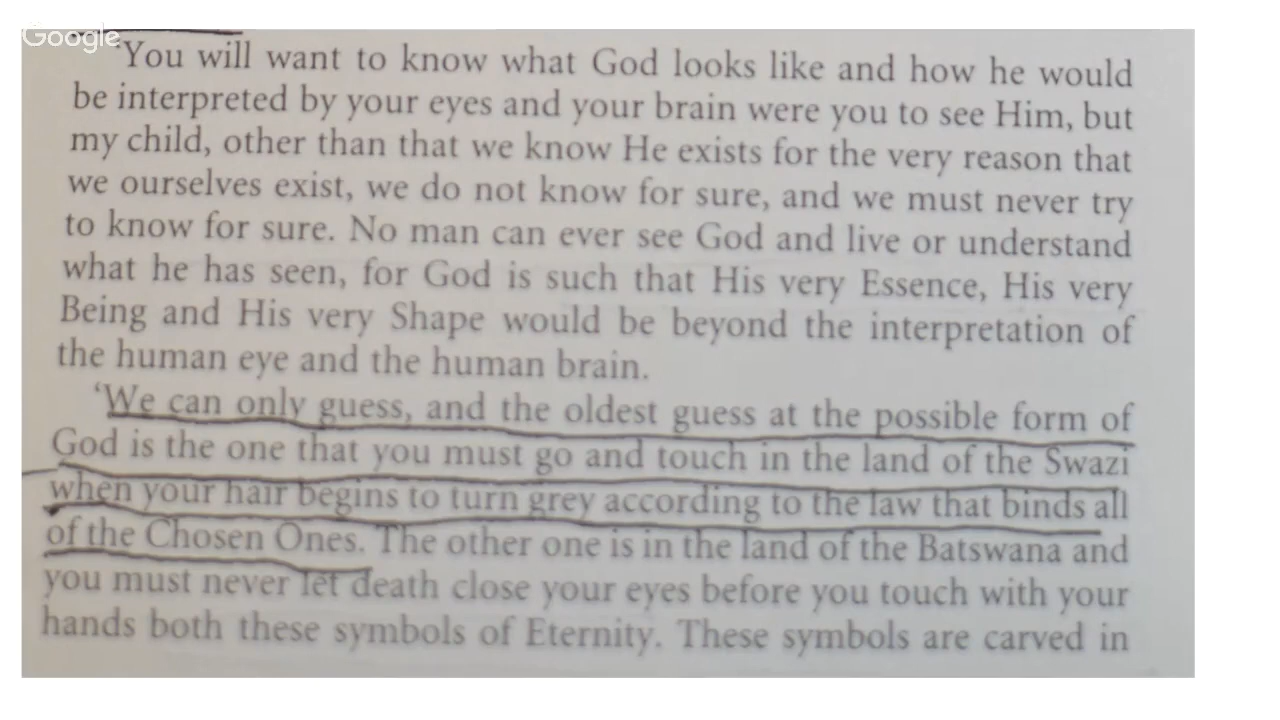 Google
‘You will want to know what God looks like and how he would
be interpreted by your eyes and your brain were you to see Him, but
my child, other than that we know He exists for the very reason that
we ourselves exist, we do not know for sure, and we must never try
to know for sure. No man can ever see God and live or understand
what he has seen, for God is such that His very Essence, His very
Being and His very Shape would be beyond the interpretation of
the human eye and the human brain.
‘We can only guess, and the oldest guess at the possible form of
God is the one that you must go and touch in the land of the Swazi
when your hair begins to turn grey according to the law that binds all
of the Chosen Ones. The other one is in the land of the Batswana and
you must never let death close your eyes before you touch with your
hands both these symbols of Eternity. These symbols are carved in